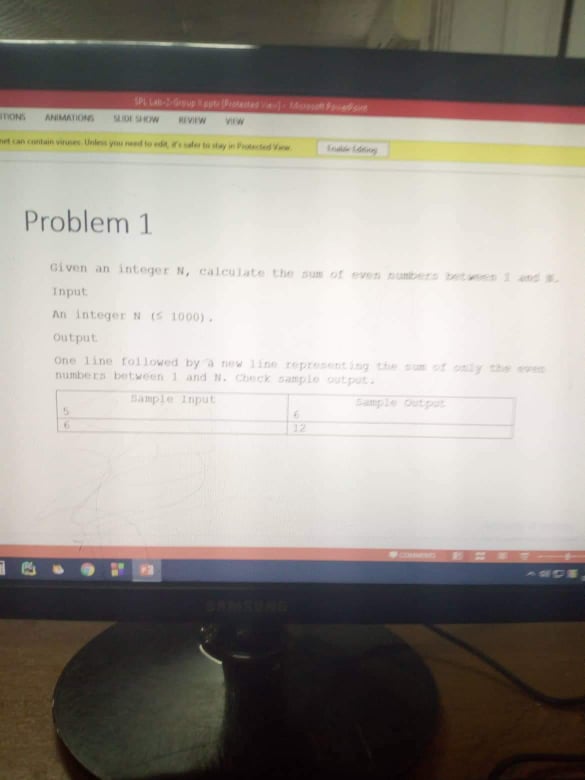 SPL Lab-2-Group X.pptx [Protected View] - Microsoft PowerPoint
ITIONS ANIMATIONS SLIDE SHOW REVIEW VIEW
net can contain viruses. Unless you need to edit, it's safer to stay in Protected View. Enable Editing
Problem 1
Given an integer N, calculate the sum of even numbers between 1 and N.
Input
An integer N (≤ 1000).
Output
One line followed by a new line representing the sum of only the even
numbers between 1 and N. Check sample output.
Sample Input Sample Output
5 6
6 12
COMMENTS
SAMSUNG